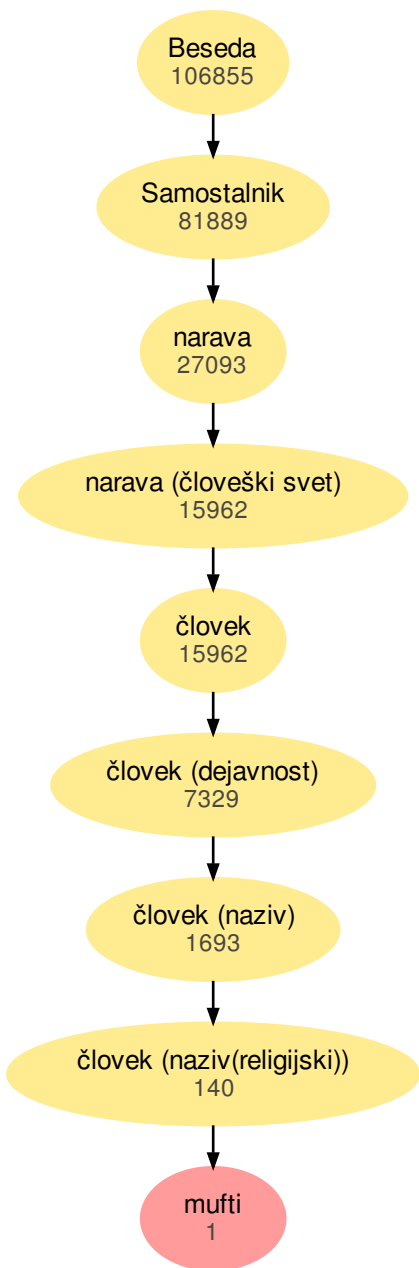 Beseda
106855
Samostalnik
81889
narava
27093
narava (človeški svet)
15962
človek
15962
človek (dejavnost)
7329
človek (naziv)
1693
človek (naziv(religijski))
140
mufti
1